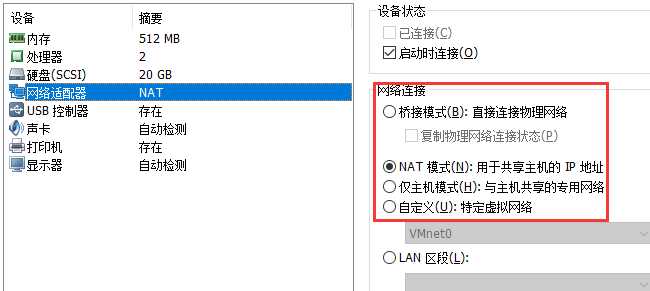 设备 摘要
内存 512 MB
处理器 2
硬盘(SCSI) 20 GB
网络适配器 NAT
USB 控制器 存在
声卡 自动检测
打印机 存在
显示器 自动检测
设备状态
已连接(C)
启动时连接(O)
网络连接
桥接模式(B): 直接连接物理网络
复制物理网络连接状态(P)
NAT 模式(N): 用于共享主机的 IP 地址
仅主机模式(H): 与主机共享的专用网络
自定义(U): 特定虚拟网络
VMnet0
LAN 区段(L):